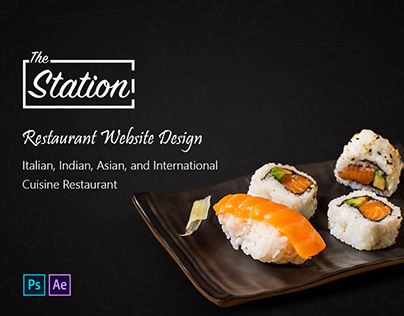 The
Station
Restaurant Website Design
Italian, Indian, Asian, and International
Cuisine Restaurant
Ps Ae